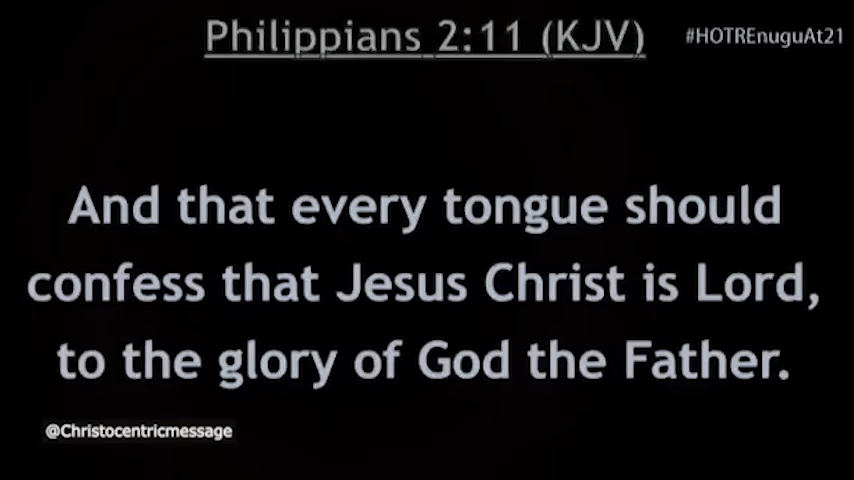 Philippians 2:11 (KJV)
#HOTREnuguAt21
And that every tongue should
confess that Jesus Christ is Lord,
to the glory of God the Father.
@Christocentricmessage